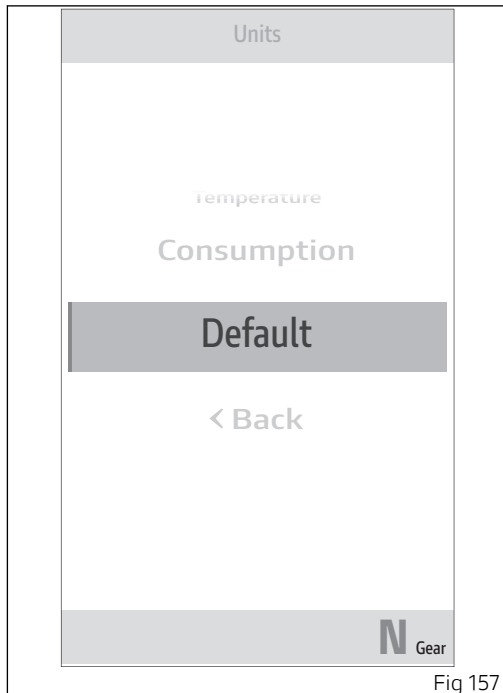 Units
Temperature
Consumption
Default
< Back
N Gear
Fig 157